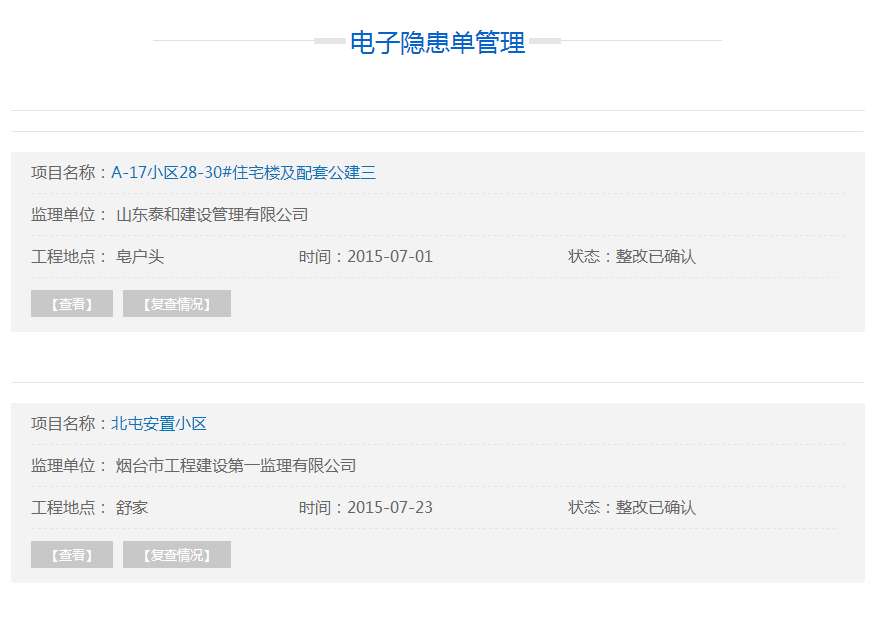 电子隐患单管理
项目名称：A-17小区28-30#住宅楼及配套公建三
监理单位： 山东泰和建设管理有限公司
工程地点： 皂户头 时间：2015-07-01 状态：整改已确认
【查看】 【复查情况】
项目名称：北屯安置小区
监理单位： 烟台市工程建设第一监理有限公司
工程地点： 舒家 时间：2015-07-23 状态：整改已确认
【查看】 【复查情况】